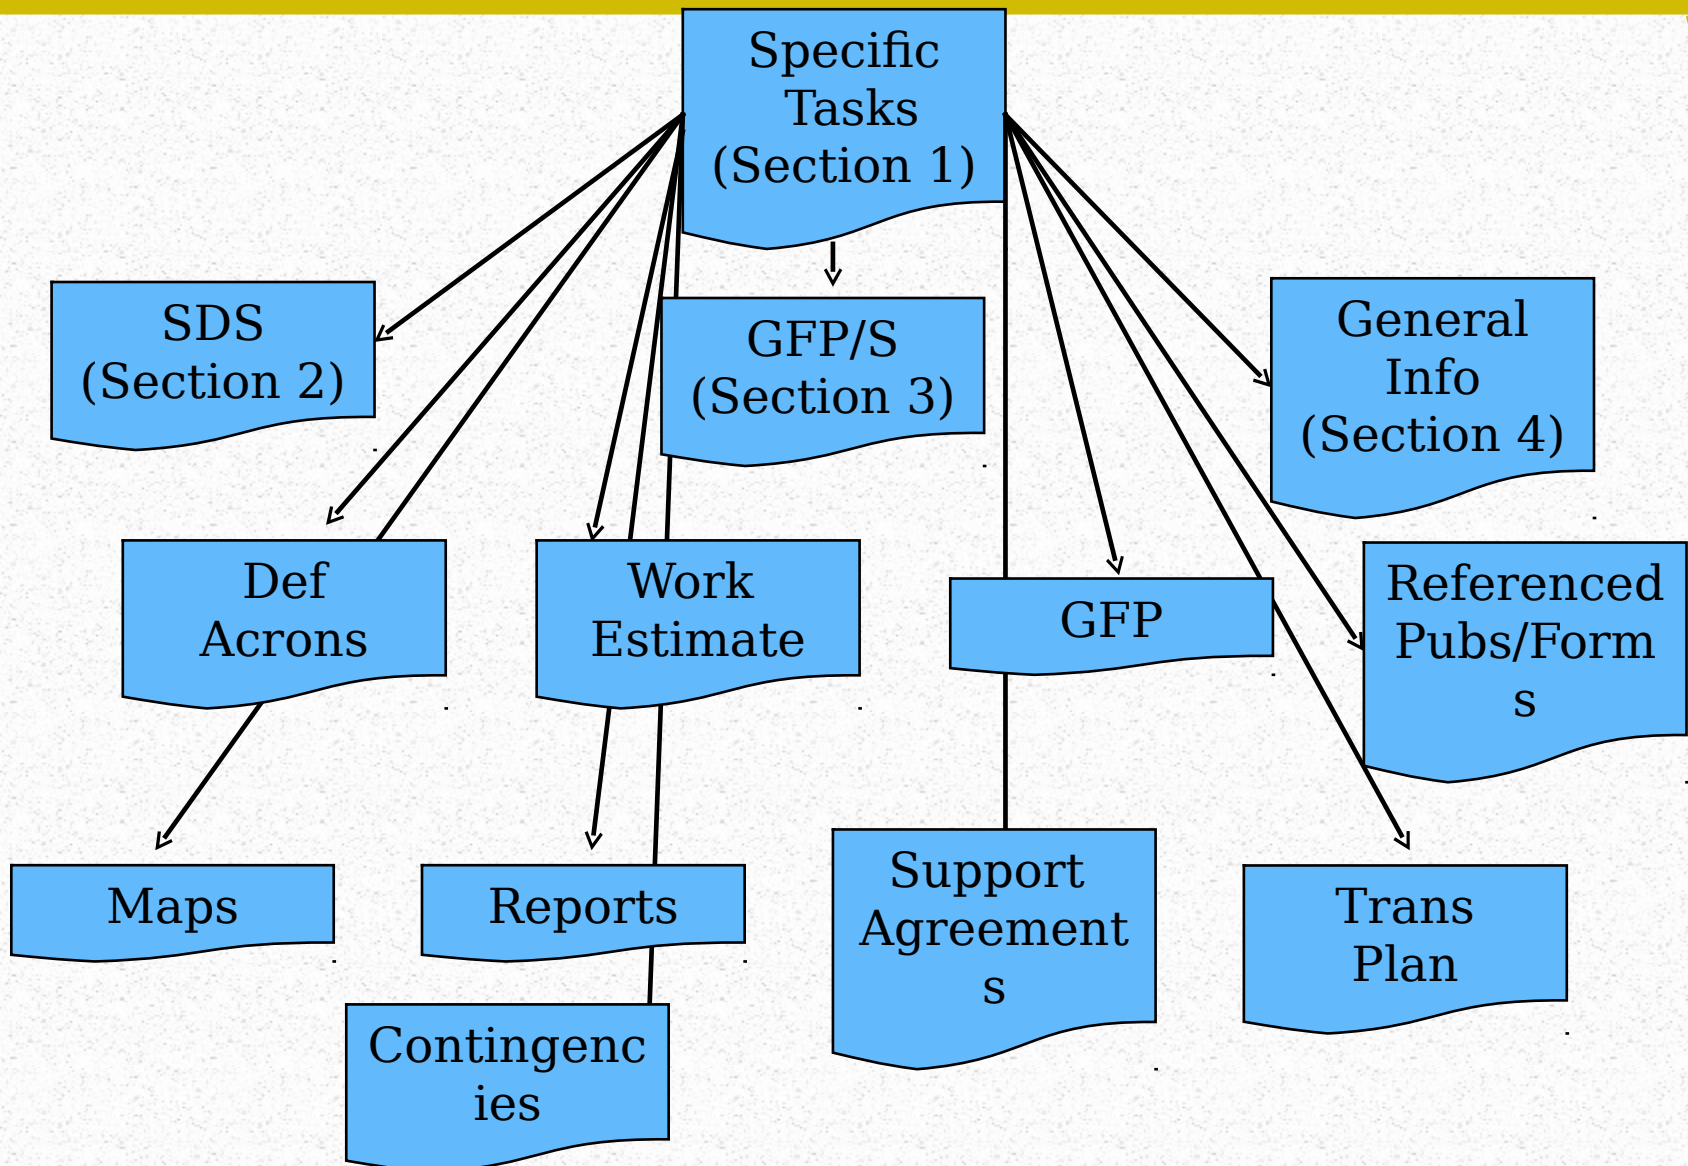 Specific
Tasks
(Section 1)
SDS
(Section 2)
GFP/S
(Section 3)
General
Info
(Section 4)
Def
Acrons
Work
Estimate
GFP
Referenced
Pubs/Form
s
Maps
Reports
Support
Agreement
s
Trans
Plan
Contingenc
ies